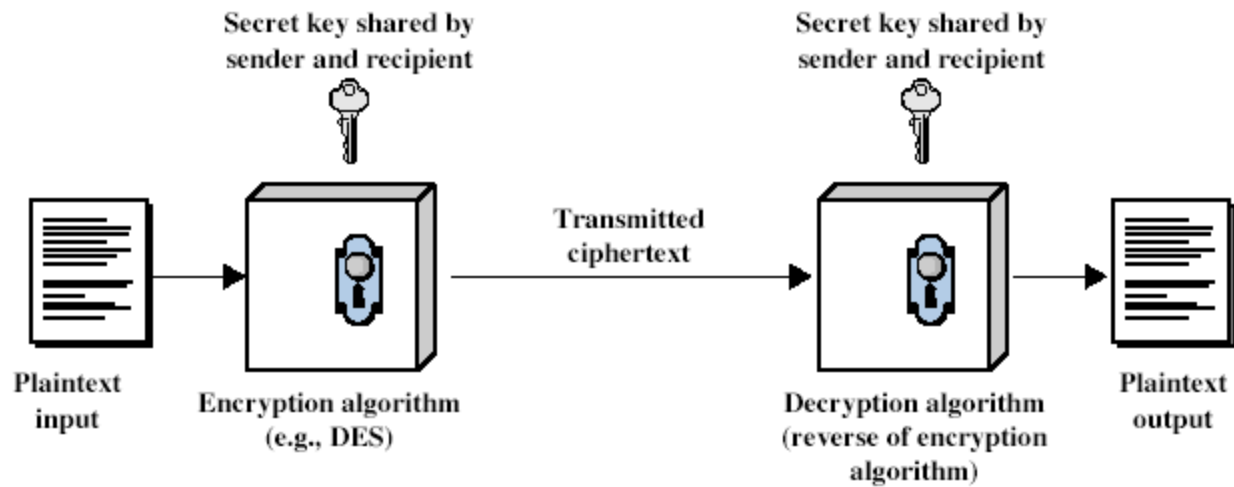 Secret key shared by
sender and recipient
Secret key shared by
sender and recipient
Transmitted
ciphertext
Plaintext
input
Encryption algorithm
(e.g., DES)
Decryption algorithm
(reverse of encryption
algorithm)
Plaintext
output